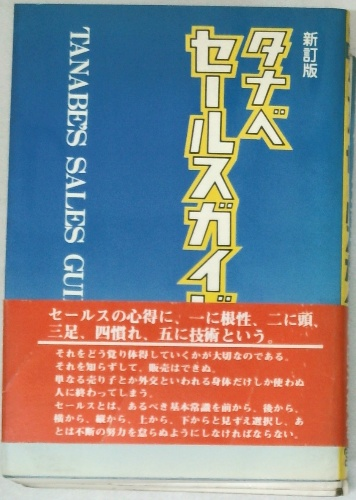 新訂版
タナベ
セールスガイ
TANABE'S SALES GUI
セールスの心得に、一に根性、二に頭、
三足、四慣れ、五に技術という。
それをどう覚り体得していくかが大切なのである。
それを知らずして、販売はできぬ。
単なる売り子とか外交といわれる身体だけしか使わぬ
人に終わってしまう。
セールスとは、あるべき基本常識を前から、後から、
横から、縦から、上から、下からと見ずえ選択し、あ
とは不断の努力を怠らぬようにしなければならない。